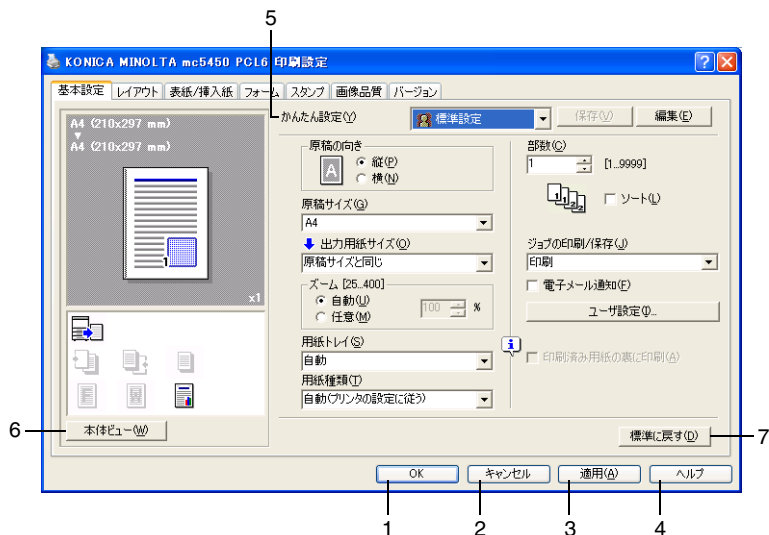 5
KONICA MINOLTA mc5450 PCL6 印刷設定
基本設定 レイアウト 表紙/挿入紙 フォーム スタンプ 画像品質 バージョン
A4 (210x297 mm)
A4 (210x297 mm)
1
x1
かんたん設定(Y) 標準設定 保存(V) 編集(E)
原稿の向き
A
縦(P)
横(N)
原稿サイズ(G)
A4
出力用紙サイズ(O)
原稿サイズと同じ
ズーム [25...400]
自動(U)
任意(M)
100 %
用紙トレイ(S)
自動
用紙種類(T)
自動(プリンタの設定に従う)
部数(C)
1 [1...9999]
1 1 2 2
ソート(L)
ジョブの印刷/保存(J)
印刷
電子メール通知(F)
ユーザ設定(I)...
印刷済み用紙の裏に印刷(A)
6
本体ビュー(W)
標準に戻す(D)
7
OK キャンセル 適用(A) ヘルプ
1 2 3 4